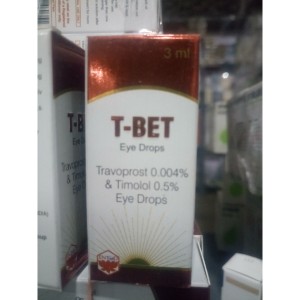 3 ml
T-BET
Eye Drops
Travoprost 0.004%
& Timolol 0.5%
Eye Drops